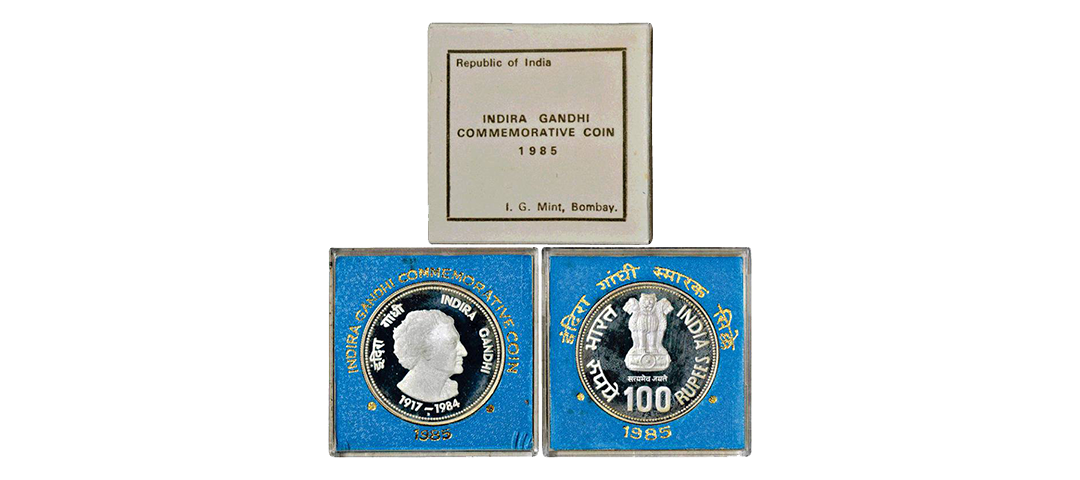 Republic of India
INDIRA GANDHI
COMMEMORATIVE COIN
1985
I. G. Mint, Bombay.
INDIRA GANDHI COMMEMORATIVE COIN
इंदिरा गांधी
INDIRA GANDHI
1917-1984
1985
इंदिरा गांधी स्मारक सिक्के
भारत
INDIA
सत्यमेव जयते
रुपये
100
RUPEES
1985